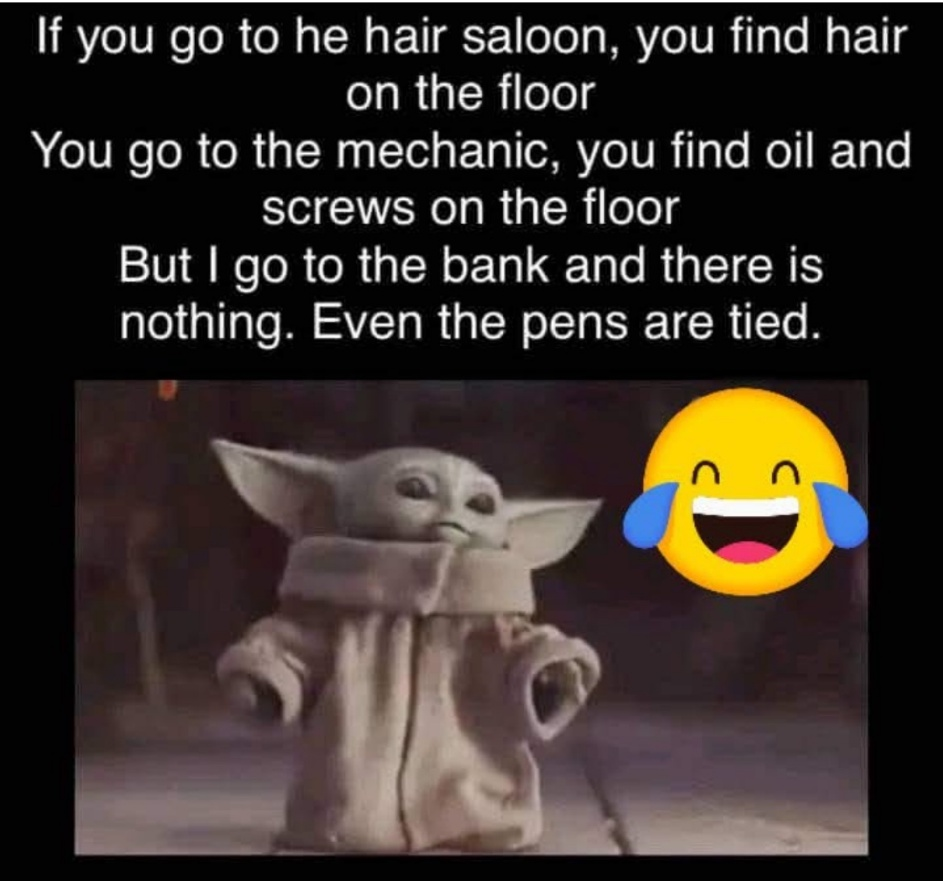 If you go to he hair saloon, you find hair
on the floor
You go to the mechanic, you find oil and
screws on the floor
But I go to the bank and there is
nothing. Even the pens are tied.